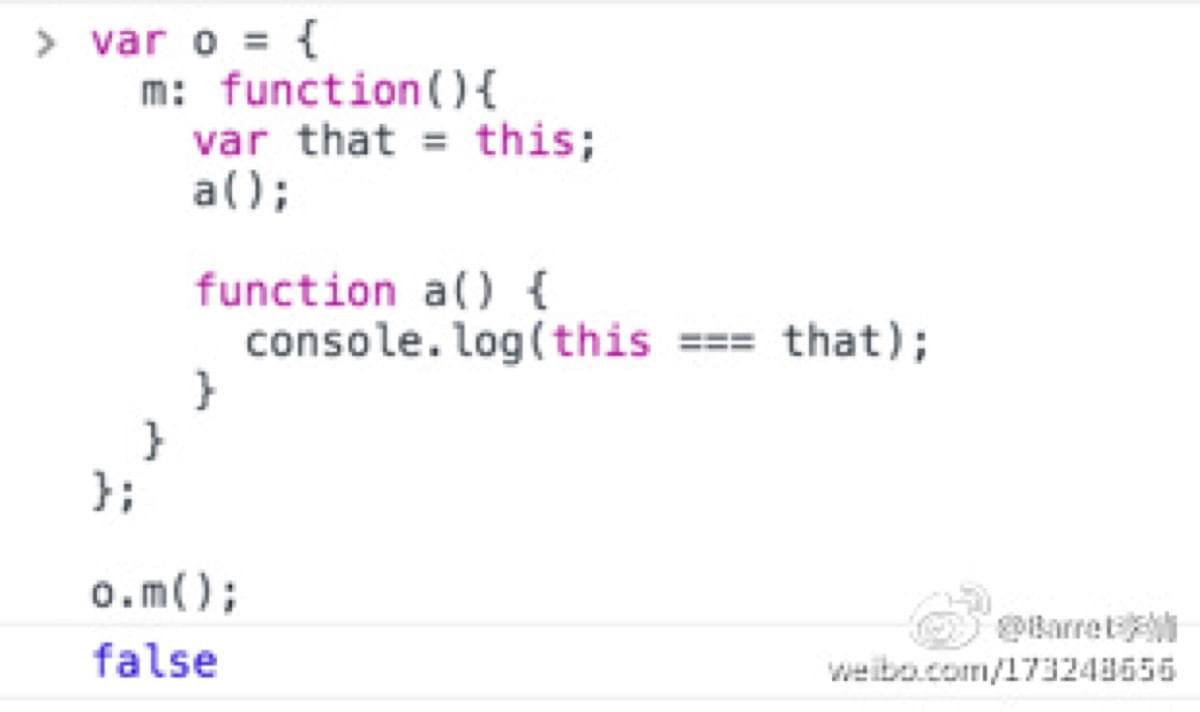 > var o = {
m: function(){
var that = this;
a();
function a() {
console.log(this === that);
}
}
};
o.m();
false
@Barret李靖
weibo.com/173248656